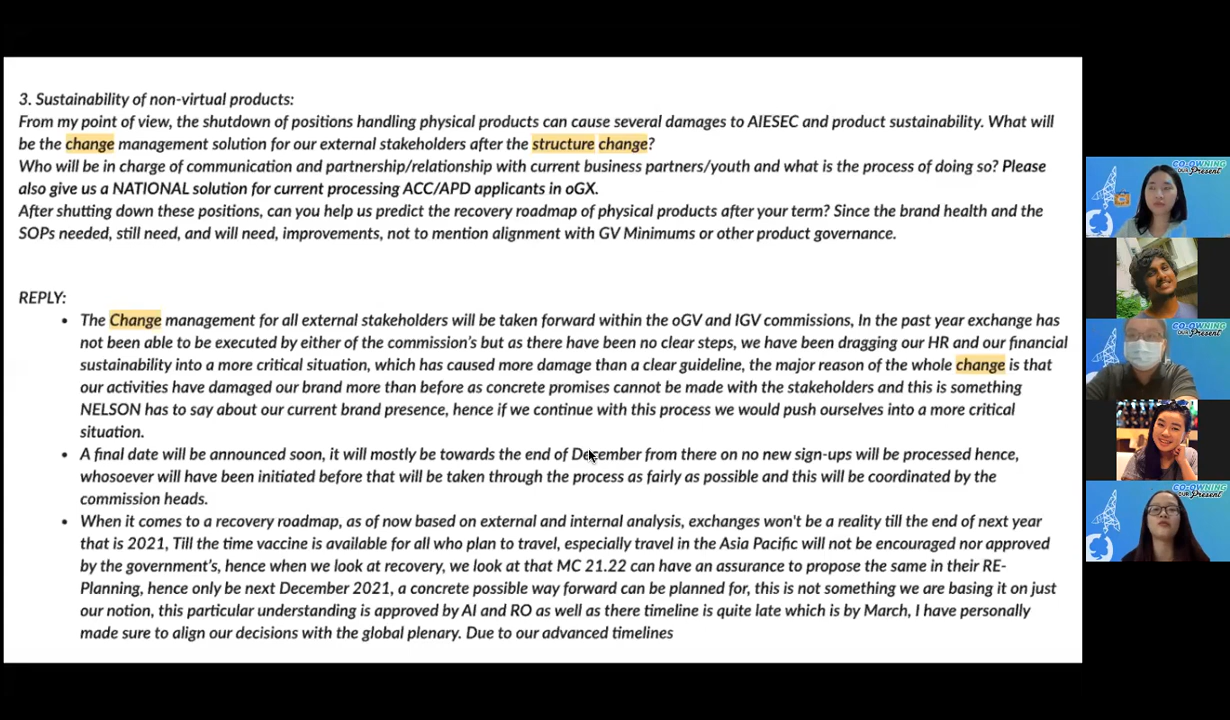 3. Sustainability of non-virtual products:
From my point of view, the shutdown of positions handling physical products can cause several damages to AIESEC and product sustainability. What will
be the change management solution for our external stakeholders after the structure change?
Who will be in charge of communication and partnership/relationship with current business partners/youth and what is the process of doing so? Please
also give us a NATIONAL solution for current processing ACC/APD applicants in oGX.
After shutting down these positions, can you help us predict the recovery roadmap of physical products after your term? Since the brand health and the
SOPs needed, still need, and will need, improvements, not to mention alignment with GV Minimums or other product governance.
REPLY:
• The Change management for all external stakeholders will be taken forward within the oGV and IGV commissions, In the past year exchange has
not been able to be executed by either of the commission's but as there have been no clear steps, we have been dragging our HR and our financial
sustainability into a more critical situation, which has caused more damage than a clear guideline, the major reason of the whole change is that
our activities have damaged our brand more than before as concrete promises cannot be made with the stakeholders and this is something
NELSON has to say about our current brand presence, hence if we continue with this process we would push ourselves into a more critical
situation.
• A final date will be announced soon, it will mostly be towards the end of December from there on no new sign-ups will be processed hence,
whosoever will have been initiated before that will be taken through the process as fairly as possible and this will be coordinated by the
commission heads.
• When it comes to a recovery roadmap, as of now based on external and internal analysis, exchanges won't be a reality till the end of next year
that is 2021, Till the time vaccine is available for all who plan to travel, especially travel in the Asia Pacific will not be encouraged nor approved
by the government's, hence when we look at recovery, we look at that MC 21.22 can have an assurance to propose the same in their RE-
Planning, hence only be next December 2021, a concrete possible way forward can be planned for, this is not something we are basing it on just
our notion, this particular understanding is approved by AI and RO as well as there timeline is quite late which is by March, I have personally
made sure to align our decisions with the global plenary. Due to our advanced timelines
CO-OWNING
OUR Present
CO-OWNING
OUR Present
CO-OWNING
OUR Present